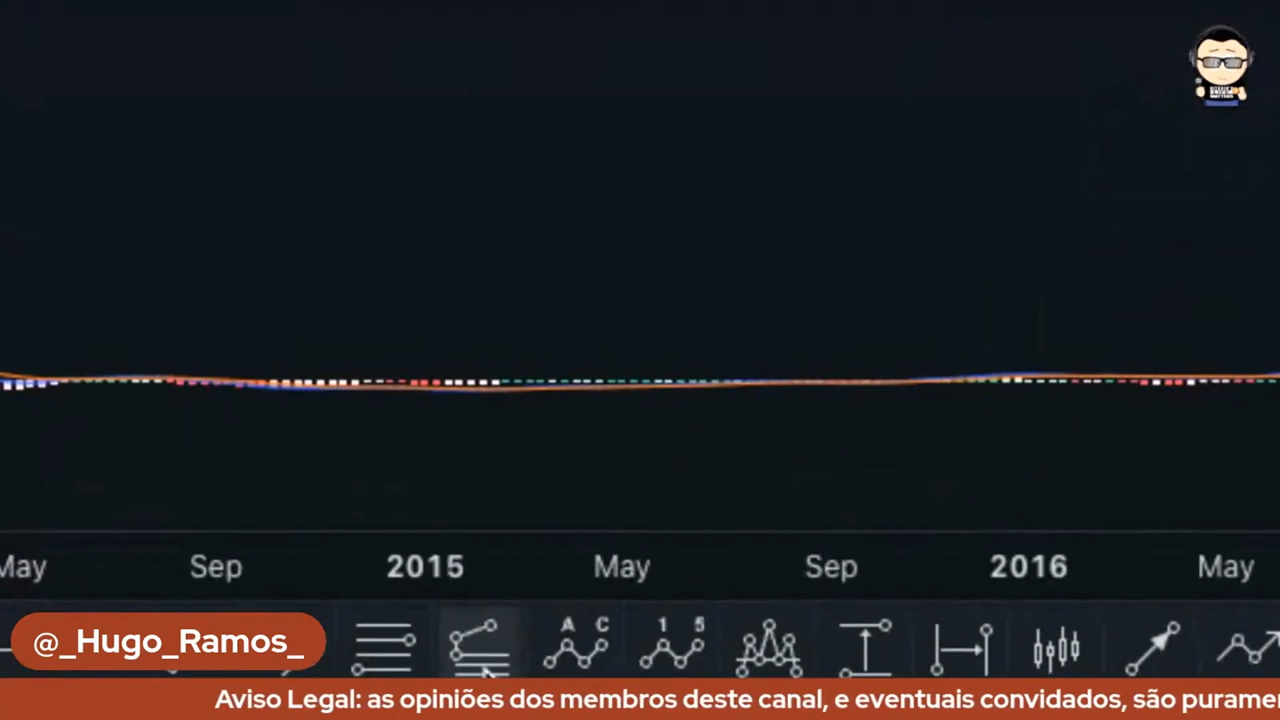 May Sep 2015 May Sep 2016 May
A C 1 5
@_Hugo_Ramos_
Aviso Legal: as opiniões dos membros deste canal, e eventuais convidados, são purame